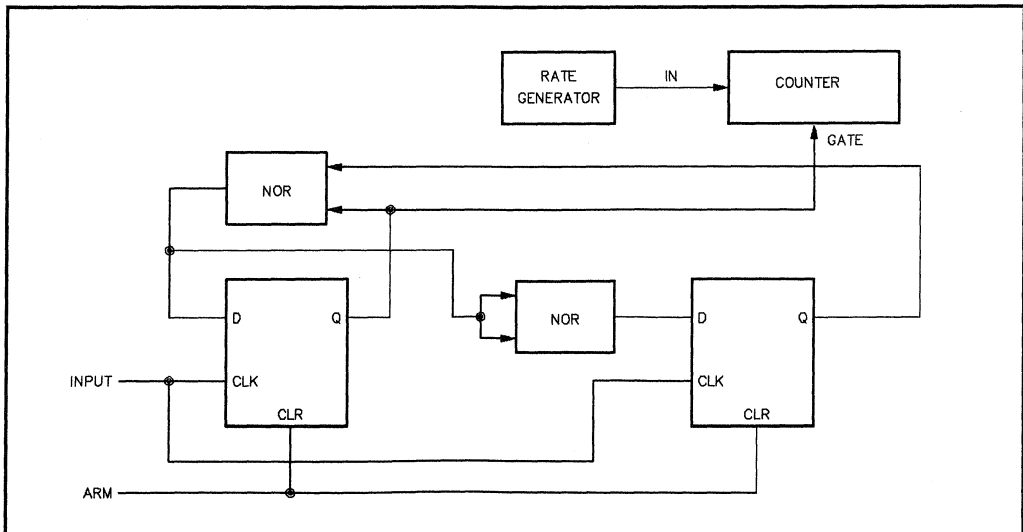 RATE
GENERATOR
IN
COUNTER
GATE
NOR
D
Q
NOR
D
Q
INPUT
CLK
CLK
CLR
CLR
ARM